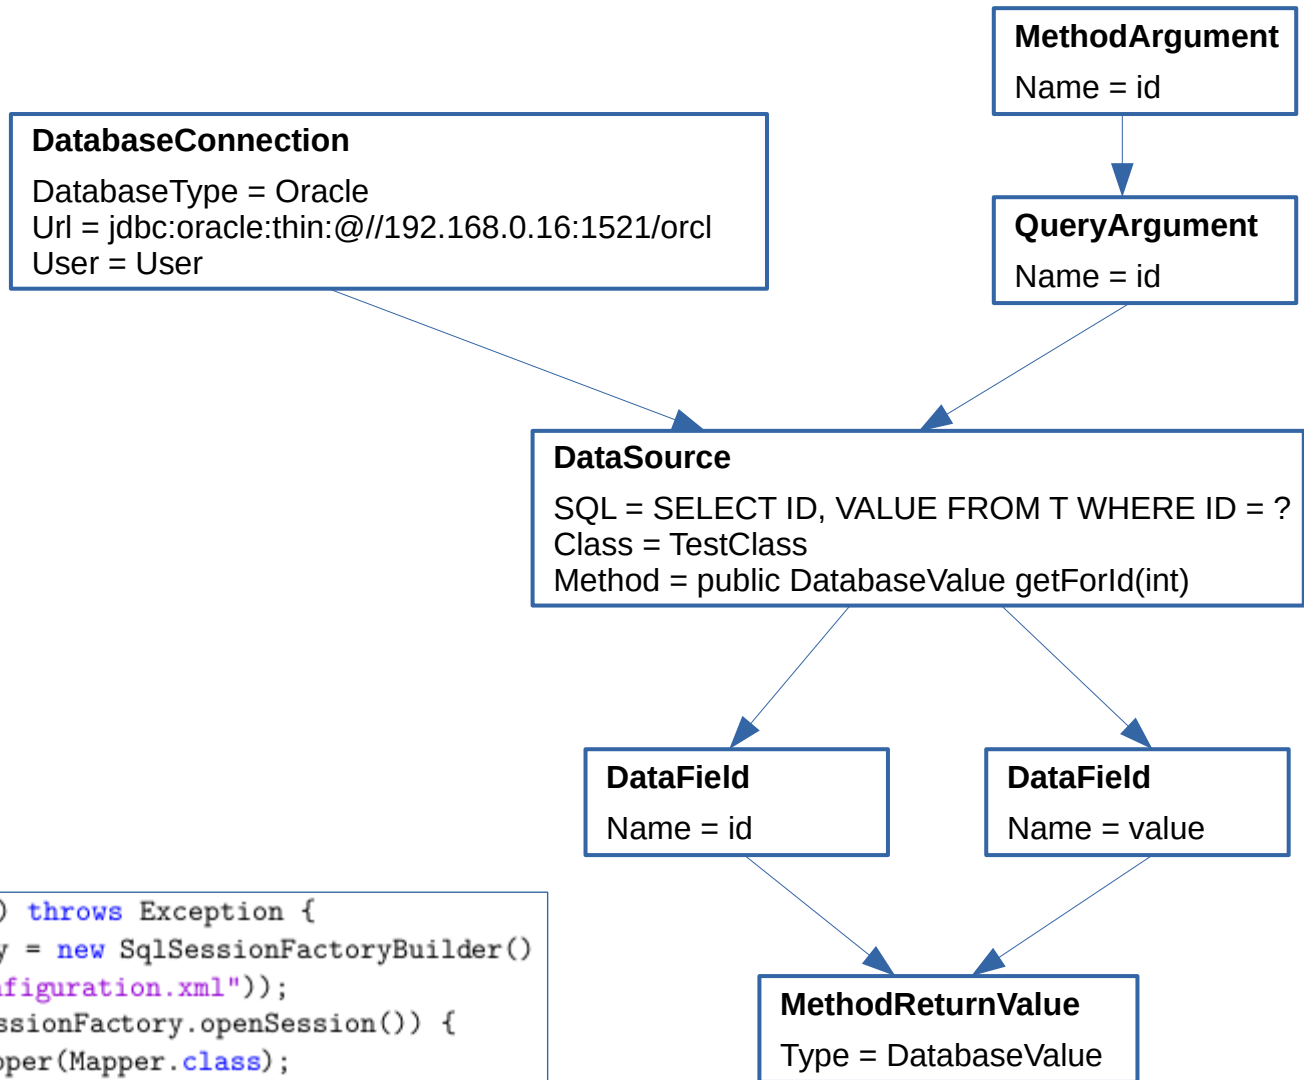 MethodArgument
Name = id
DatabaseConnection
DatabaseType = Oracle
Url = jdbc:oracle:thin:@//192.168.0.16:1521/orcl
User = User
QueryArgument
Name = id
DataSource
SQL = SELECT ID, VALUE FROM T WHERE ID = ?
Class = TestClass
Method = public DatabaseValue getForId(int)
DataField
Name = id
DataField
Name = value
) throws Exception {
= new SqlSessionFactoryBuilder()
figuration.xml"));
ssionFactory.openSession()) {
pper(Mapper.class);
MethodReturnValue
Type = DatabaseValue